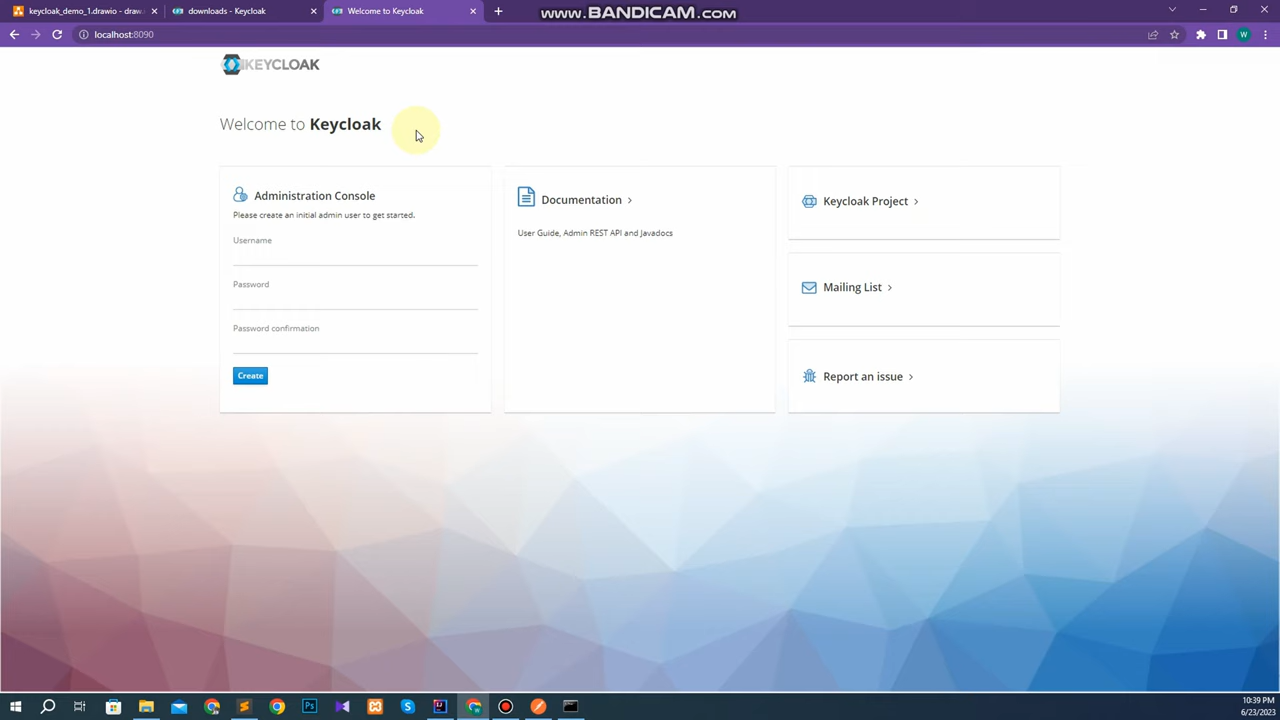 keycloak_demo_1.drawio - draw
downloads - Keycloak
Welcome to Keycloak
www.BANDICAM.com
localhost:8090
W
KEYCLOAK
Welcome to Keycloak
Administration Console
Please create an initial admin user to get started.
Username
Password
Password confirmation
Create
Documentation
User Guide, Admin REST API and Javadocs
Keycloak Project
Mailing List
Report an issue
Ps
10:39 PM
6/23/2023